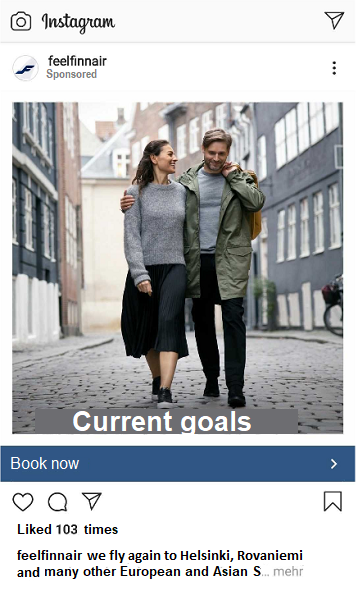 Instagram
feelfinnair
Sponsored
Current goals
Book now
Liked 103 times
feelfinnair we fly again to Helsinki, Rovaniemi
and many other European and Asian S... mehr